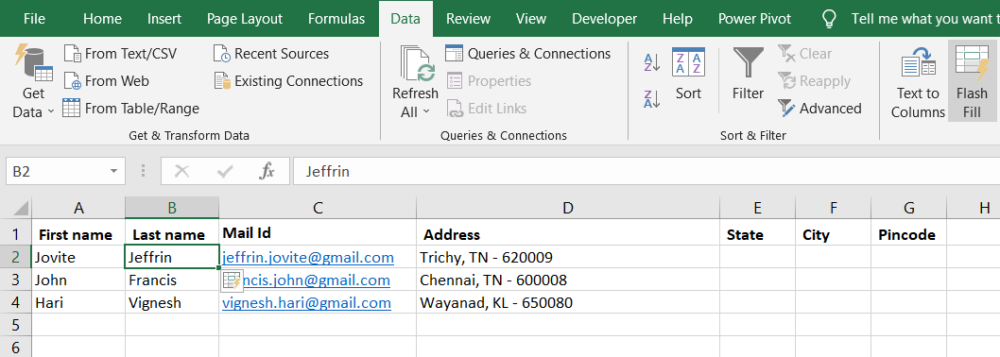 File Home Insert Page Layout Formulas Data Review View Developer Help Power Pivot Tell me what you want t
Get Data
From Text/CSV
From Web
From Table/Range
Recent Sources
Existing Connections
Get & Transform Data
Refresh All
Queries & Connections
Properties
Edit Links
Queries & Connections
Sort
Filter
Clear
Reapply
Advanced
Sort & Filter
Text to Columns
Flash Fill
B2 fx Jeffrin
A B C D E F G H
1 First name Last name Mail Id Address State City Pincode
2 Jovite Jeffrin jeffrin.jovite@gmail.com Trichy, TN - 620009
3 John Francis ncis.john@gmail.com Chennai, TN - 600008
4 Hari Vignesh vignesh.hari@gmail.com Wayanad, KL - 650080
5
6